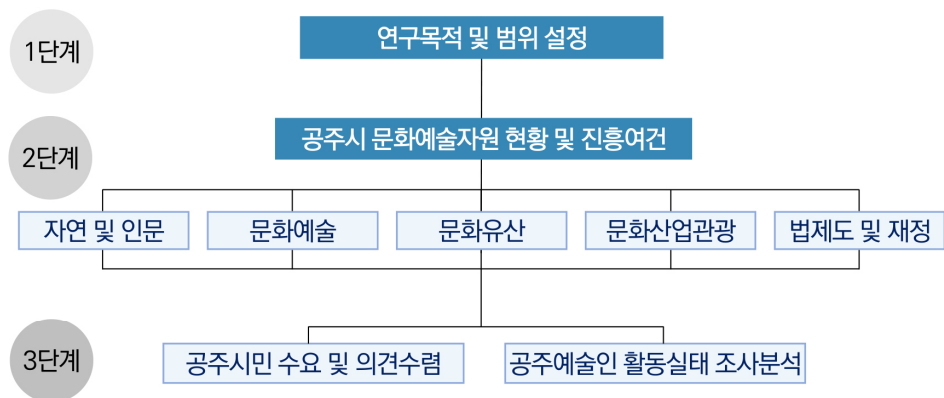 1단계
연구목적 및 범위 설정
2단계
공주시 문화예술자원 현황 및 진흥여건
자연 및 인문
문화예술
문화유산
문화산업관광
법제도 및 재정
3단계
공주시민 수요 및 의견수렴
공주예술인 활동실태 조사분석